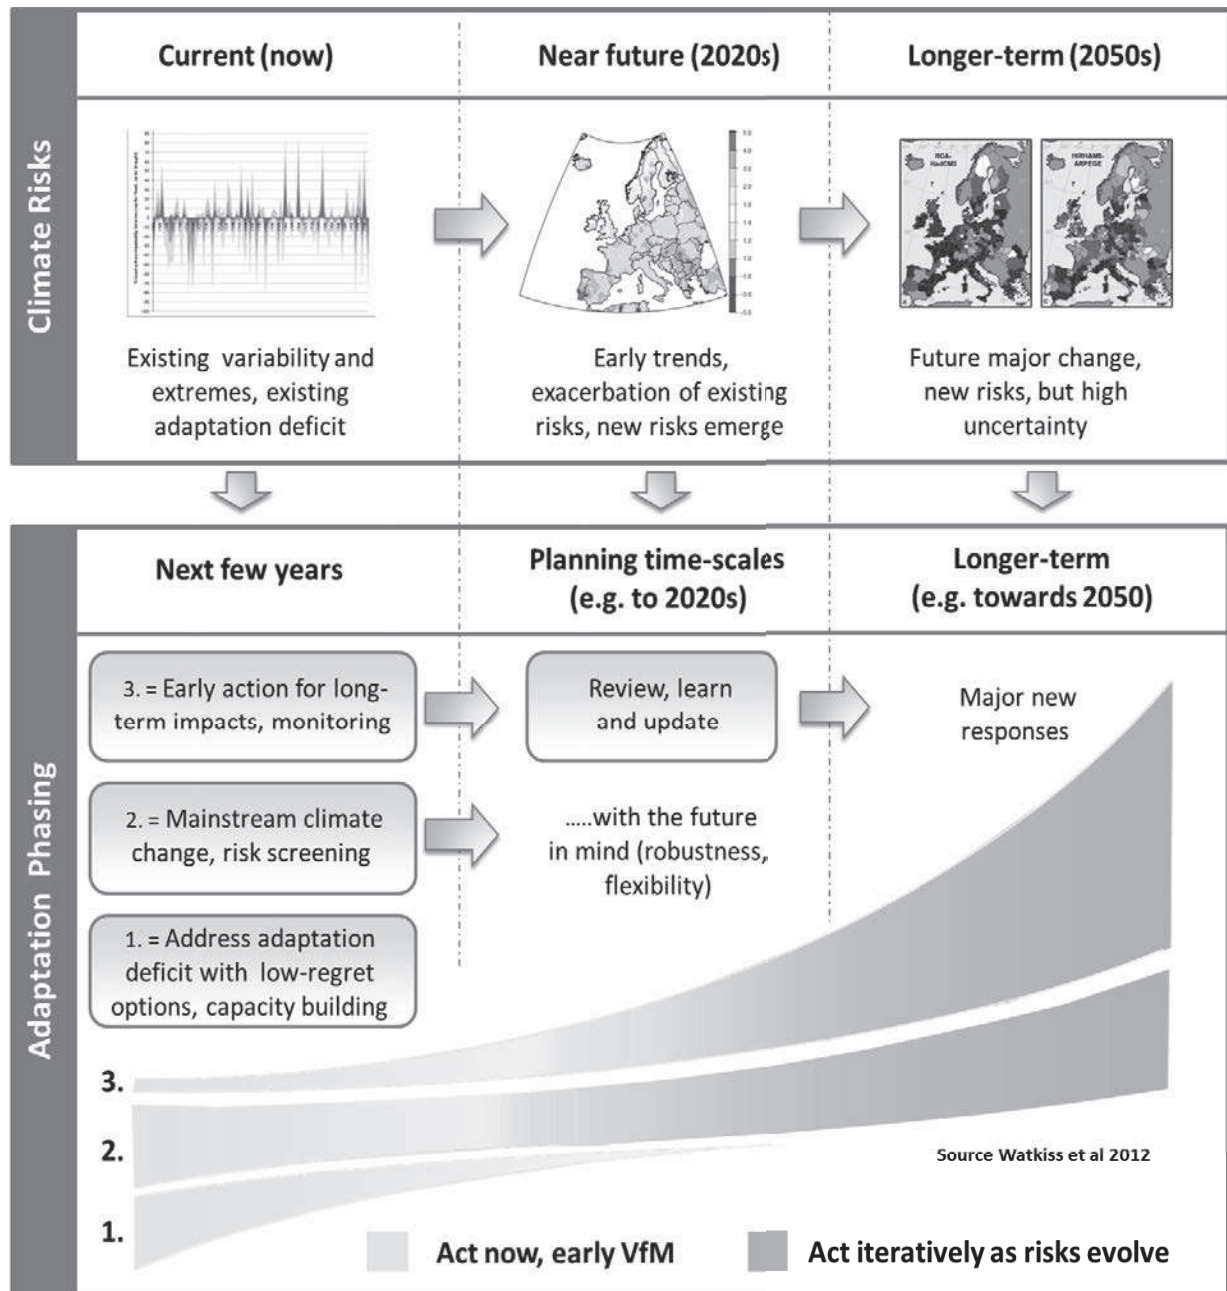 Climate Risks
Current (now)
Near future (2020s)
Longer-term (2050s)
RCA-
HadCM3
HIRHAM5-
ARPEGE
Existing variability and
extremes, existing
adaptation deficit
Early trends,
exacerbation of existing
risks, new risks emerge
Future major change,
new risks, but high
uncertainty
Adaptation Phasing
Next few years
Planning time-scales
(e.g. to 2020s)
Longer-term
(e.g. towards 2050)
3. = Early action for long-
term impacts, monitoring
Review, learn
and update
Major new
responses
2. = Mainstream climate
change, risk screening
.....with the future
in mind (robustness,
flexibility)
1. = Address adaptation
deficit with low-regret
options, capacity building
3.
2.
1.
Source Watkiss et al 2012
Act now, early VfM
Act iteratively as risks evolve